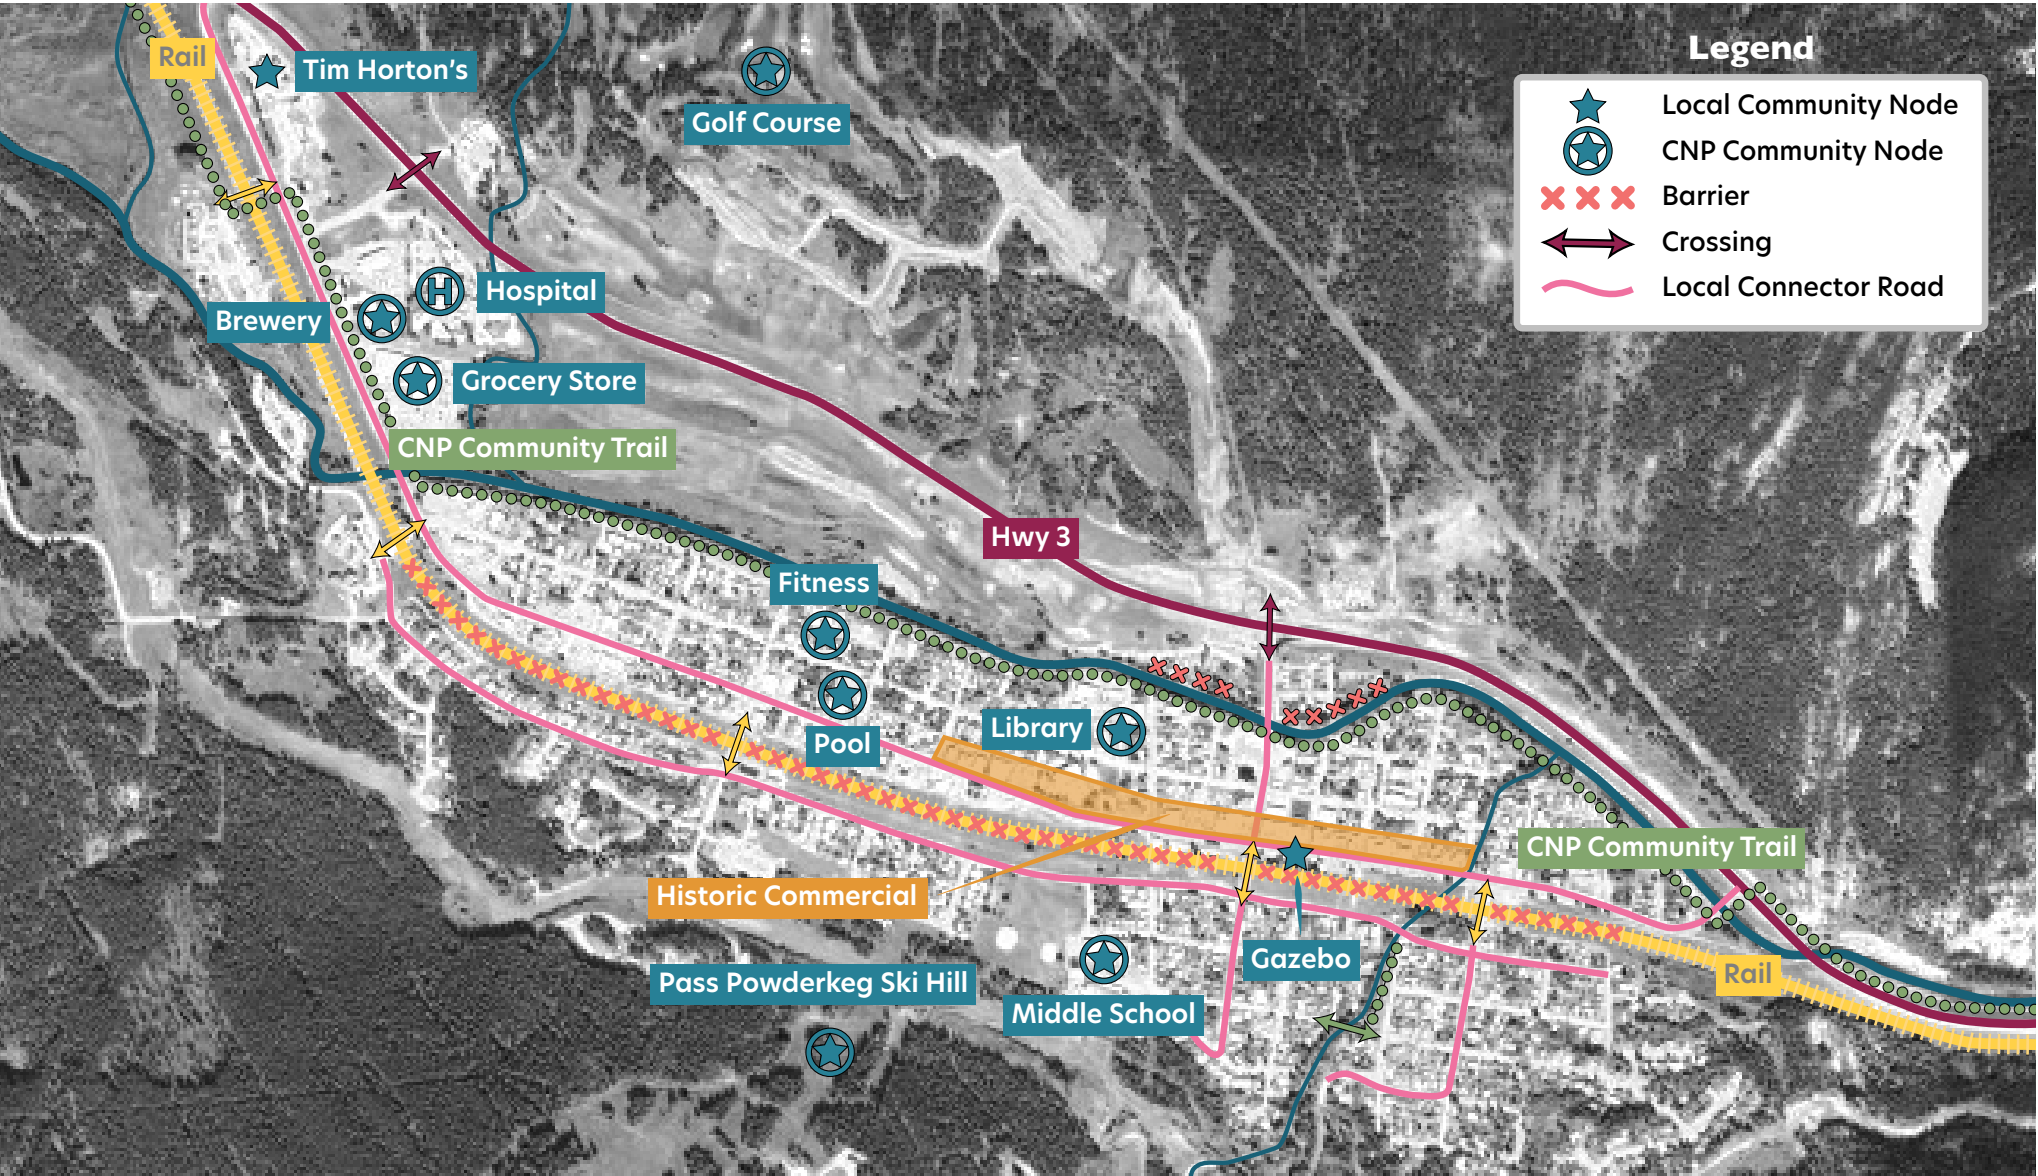 Legend
Local Community Node
CNP Community Node
Barrier
Crossing
Local Connector Road
Rail
Tim Horton's
Golf Course
H
Hospital
Brewery
Grocery Store
CNP Community Trail
Hwy 3
Fitness
Library
Pool
CNP Community Trail
Historic Commercial
Gazebo
Rail
Pass Powderkeg Ski Hill
Middle School